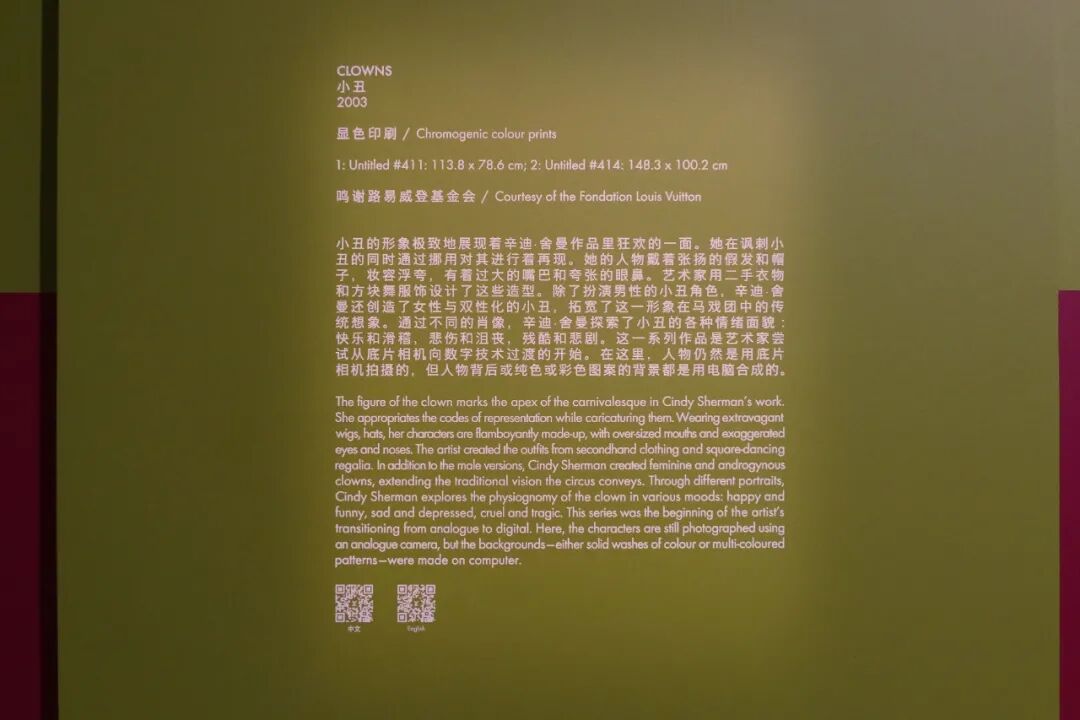 CLOWNS
小丑
2003
显色印刷 / Chromogenic colour prints
1: Untitled #411: 113.8 x 78.6 cm; 2: Untitled #414: 148.3 x 100.2 cm
鸣谢路易威登基金会 / Courtesy of the Fondation Louis Vuitton
小丑的形象极致地展现着辛迪·舍曼作品里狂欢的一面。她在讽刺小
丑的同时通过挪用对其进行着再现。她的人物戴着张扬的假发和帽
子，妆容浮夸，有着过大的嘴巴和夸张的眼鼻。艺术家用二手衣物
和方块舞服饰设计了这些造型。除了扮演男性的小丑角色，辛迪·舍
曼还创造了女性与双性化的小丑，拓宽了这一形象在马戏团中的传
统想象。通过不同的肖像，辛迪·舍曼探索了小丑的各种情绪面貌：
快乐和滑稽，悲伤和沮丧，残酷和悲剧。这一系列作品是艺术家尝
试从底片相机向数字技术过渡的开始。在这里，人物仍然是用底片
相机拍摄的，但人物背后或纯色或彩色图案的背景都是用电脑合成的。
The figure of the clown marks the apex of the carnivalesque in Cindy Sherman's work.
She appropriates the codes of representation while caricaturing them. Wearing extravagant
wigs, hats, her characters are flamboyantly made-up, with over-sized mouths and exaggerated
eyes and noses. The artist created the outfits from secondhand clothing and square-dancing
regalia. In addition to the male versions, Cindy Sherman created feminine and androgynous
clowns, extending the traditional vision the circus conveys. Through different portraits,
Cindy Sherman explores the physiognomy of the clown in various moods: happy and
funny, sad and depressed, cruel and tragic. This series was the beginning of the artist's
transitioning from analogue to digital. Here, the characters are still photographed using
an analogue camera, but the backgrounds—either solid washes of colour or multi-coloured
patterns—were made on computer.
中文
English